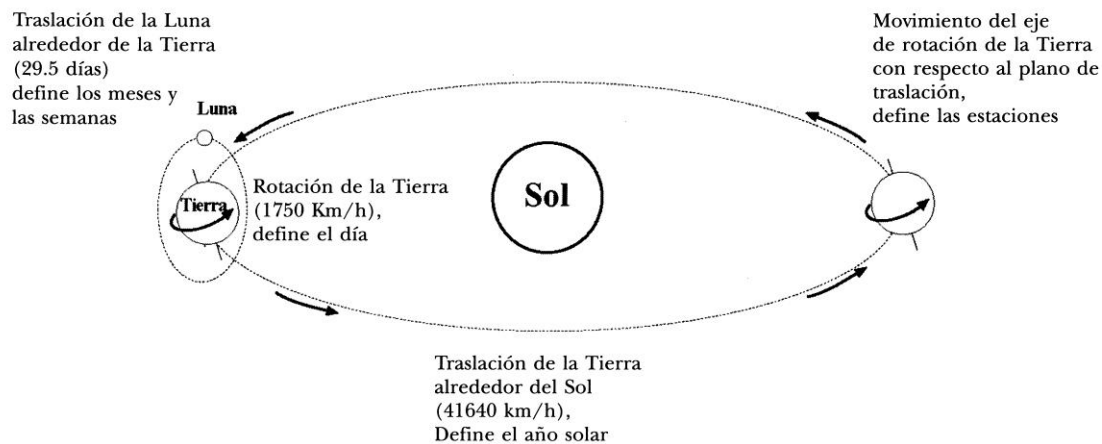 Traslación de la Luna
alrededor de la Tierra
(29.5 días)
define los meses y
las semanas
Luna
Tierra
Rotación de la Tierra
(1750 Km/h),
define el día
Sol
Movimiento del eje
de rotación de la Tierra
con respecto al plano de
traslación,
define las estaciones
Traslación de la Tierra
alrededor del Sol
(41640 km/h),
Define el año solar